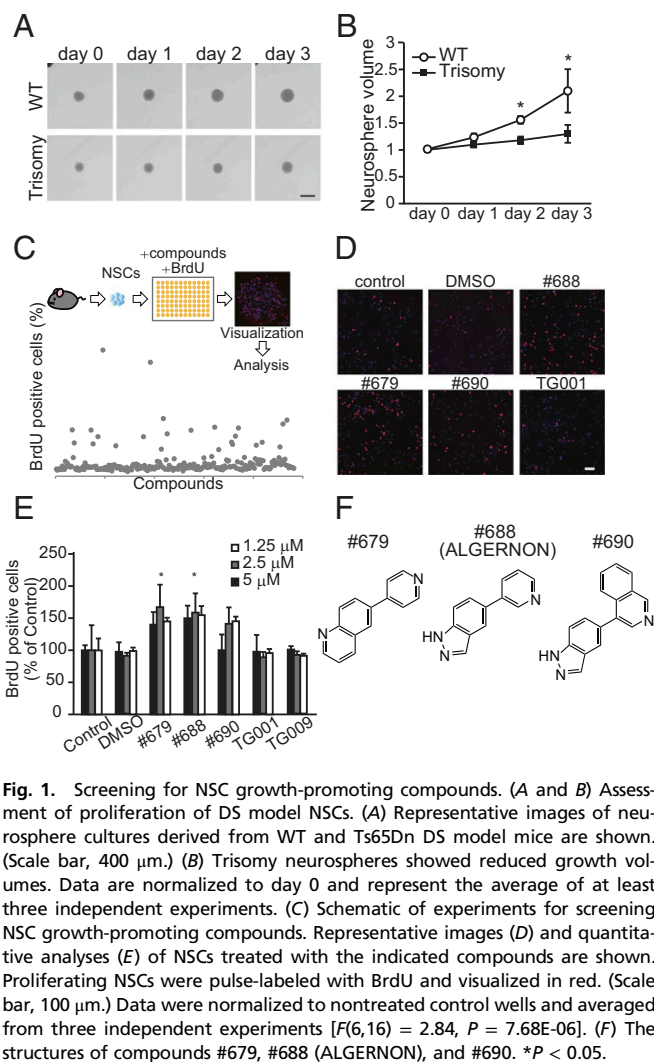 A
day 0 day 1 day 2 day 3
WT
Trisomy
B
Neurosphere volume
3
2.5
2
1.5
1
0.5
0
WT
Trisomy
*
*
day 0 day 1 day 2 day 3
C
+compounds
+BrdU
NSCs
Visualization
Analysis
BrdU positive cells (%)
Compounds
D
control DMSO #688
#679 #690 TG001
E
BrdU positive cells
(% of Control)
250
200
150
100
50
0
1.25 μM
2.5 μM
5 μM
* *
Control DMSO #679 #688 #690 TG001 TG009
F
#679
#688
(ALGERNON)
#690
N
N
N
HN
N
N
HN
N
Fig. 1. Screening for NSC growth-promoting compounds. (A and B) Assess-
ment of proliferation of DS model NSCs. (A) Representative images of neu-
rosphere cultures derived from WT and Ts65Dn DS model mice are shown.
(Scale bar, 400 μm.) (B) Trisomy neurospheres showed reduced growth vol-
umes. Data are normalized to day 0 and represent the average of at least
three independent experiments. (C) Schematic of experiments for screening
NSC growth-promoting compounds. Representative images (D) and quantita-
tive analyses (E) of NSCs treated with the indicated compounds are shown.
Proliferating NSCs were pulse-labeled with BrdU and visualized in red. (Scale
bar, 100 μm.) Data were normalized to nontreated control wells and averaged
from three independent experiments [F(6,16) = 2.84, P = 7.68E-06]. (F) The
structures of compounds #679, #688 (ALGERNON), and #690. *P < 0.05.